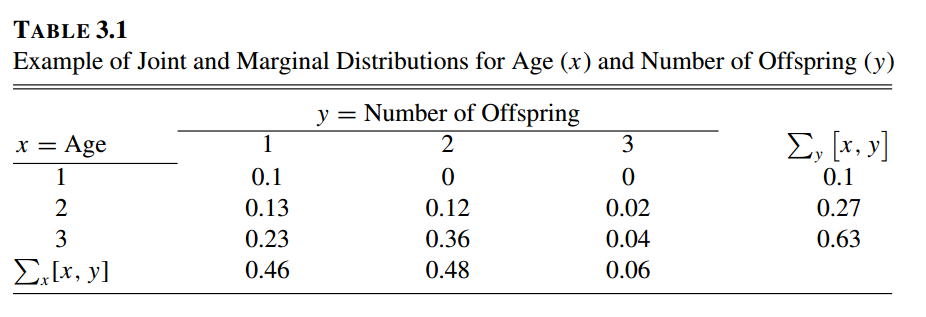 TABLE 3.1
Example of Joint and Marginal Distributions for Age (x) and Number of Offspring (y)
y = Number of Offspring
x = Age 1 2 3 ∑y [x, y]
1 0.1 0 0 0.1
2 0.13 0.12 0.02 0.27
3 0.23 0.36 0.04 0.63
∑x[x, y] 0.46 0.48 0.06